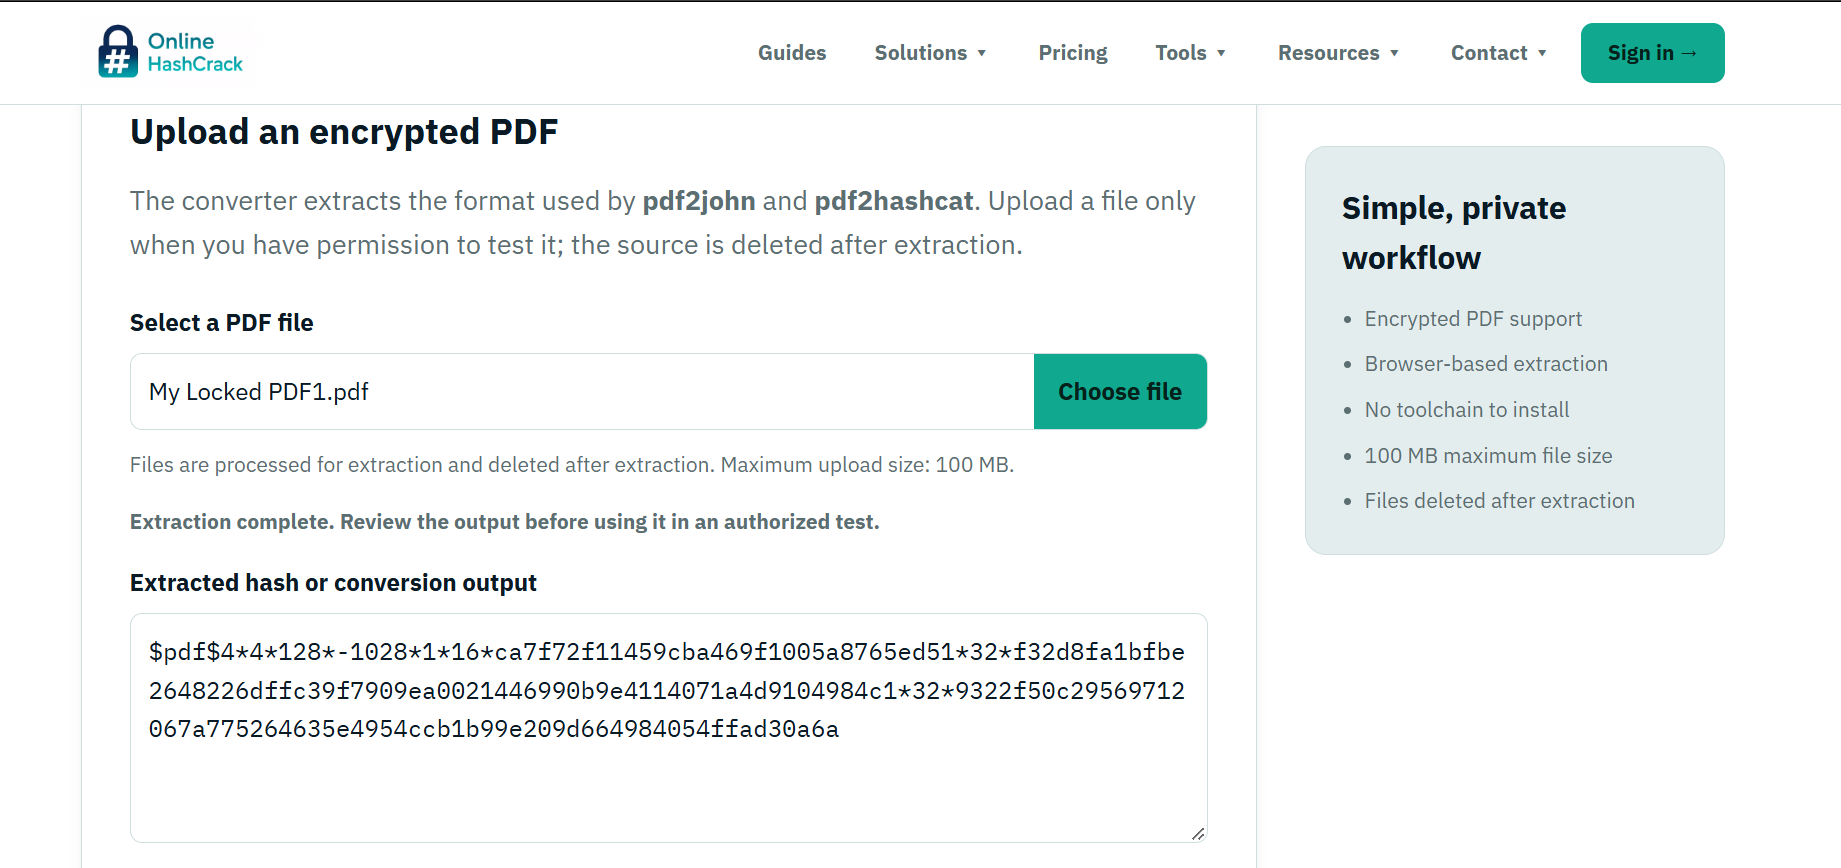 Online
HashCrack
Guides
Solutions ▼
Pricing
Tools ▼
Resources ▼
Contact ▼
Sign in →
Upload an encrypted PDF
The converter extracts the format used by pdf2john and pdf2hashcat. Upload a file only
when you have permission to test it; the source is deleted after extraction.
Select a PDF file
My Locked PDF1.pdf
Choose file
Files are processed for extraction and deleted after extraction. Maximum upload size: 100 MB.
Extraction complete. Review the output before using it in an authorized test.
Extracted hash or conversion output
$pdf$4*4*128*-1028*1*16*ca7f72f11459cba469f1005a8765ed51*32*f32d8fa1bfbe
2648226dffc39f7909ea0021446990b9e4114071a4d9104984c1*32*9322f50c29569712
067a775264635e4954ccb1b99e209d664984054ffad30a6a
Simple, private
workflow
• Encrypted PDF support
• Browser-based extraction
• No toolchain to install
• 100 MB maximum file size
• Files deleted after extraction